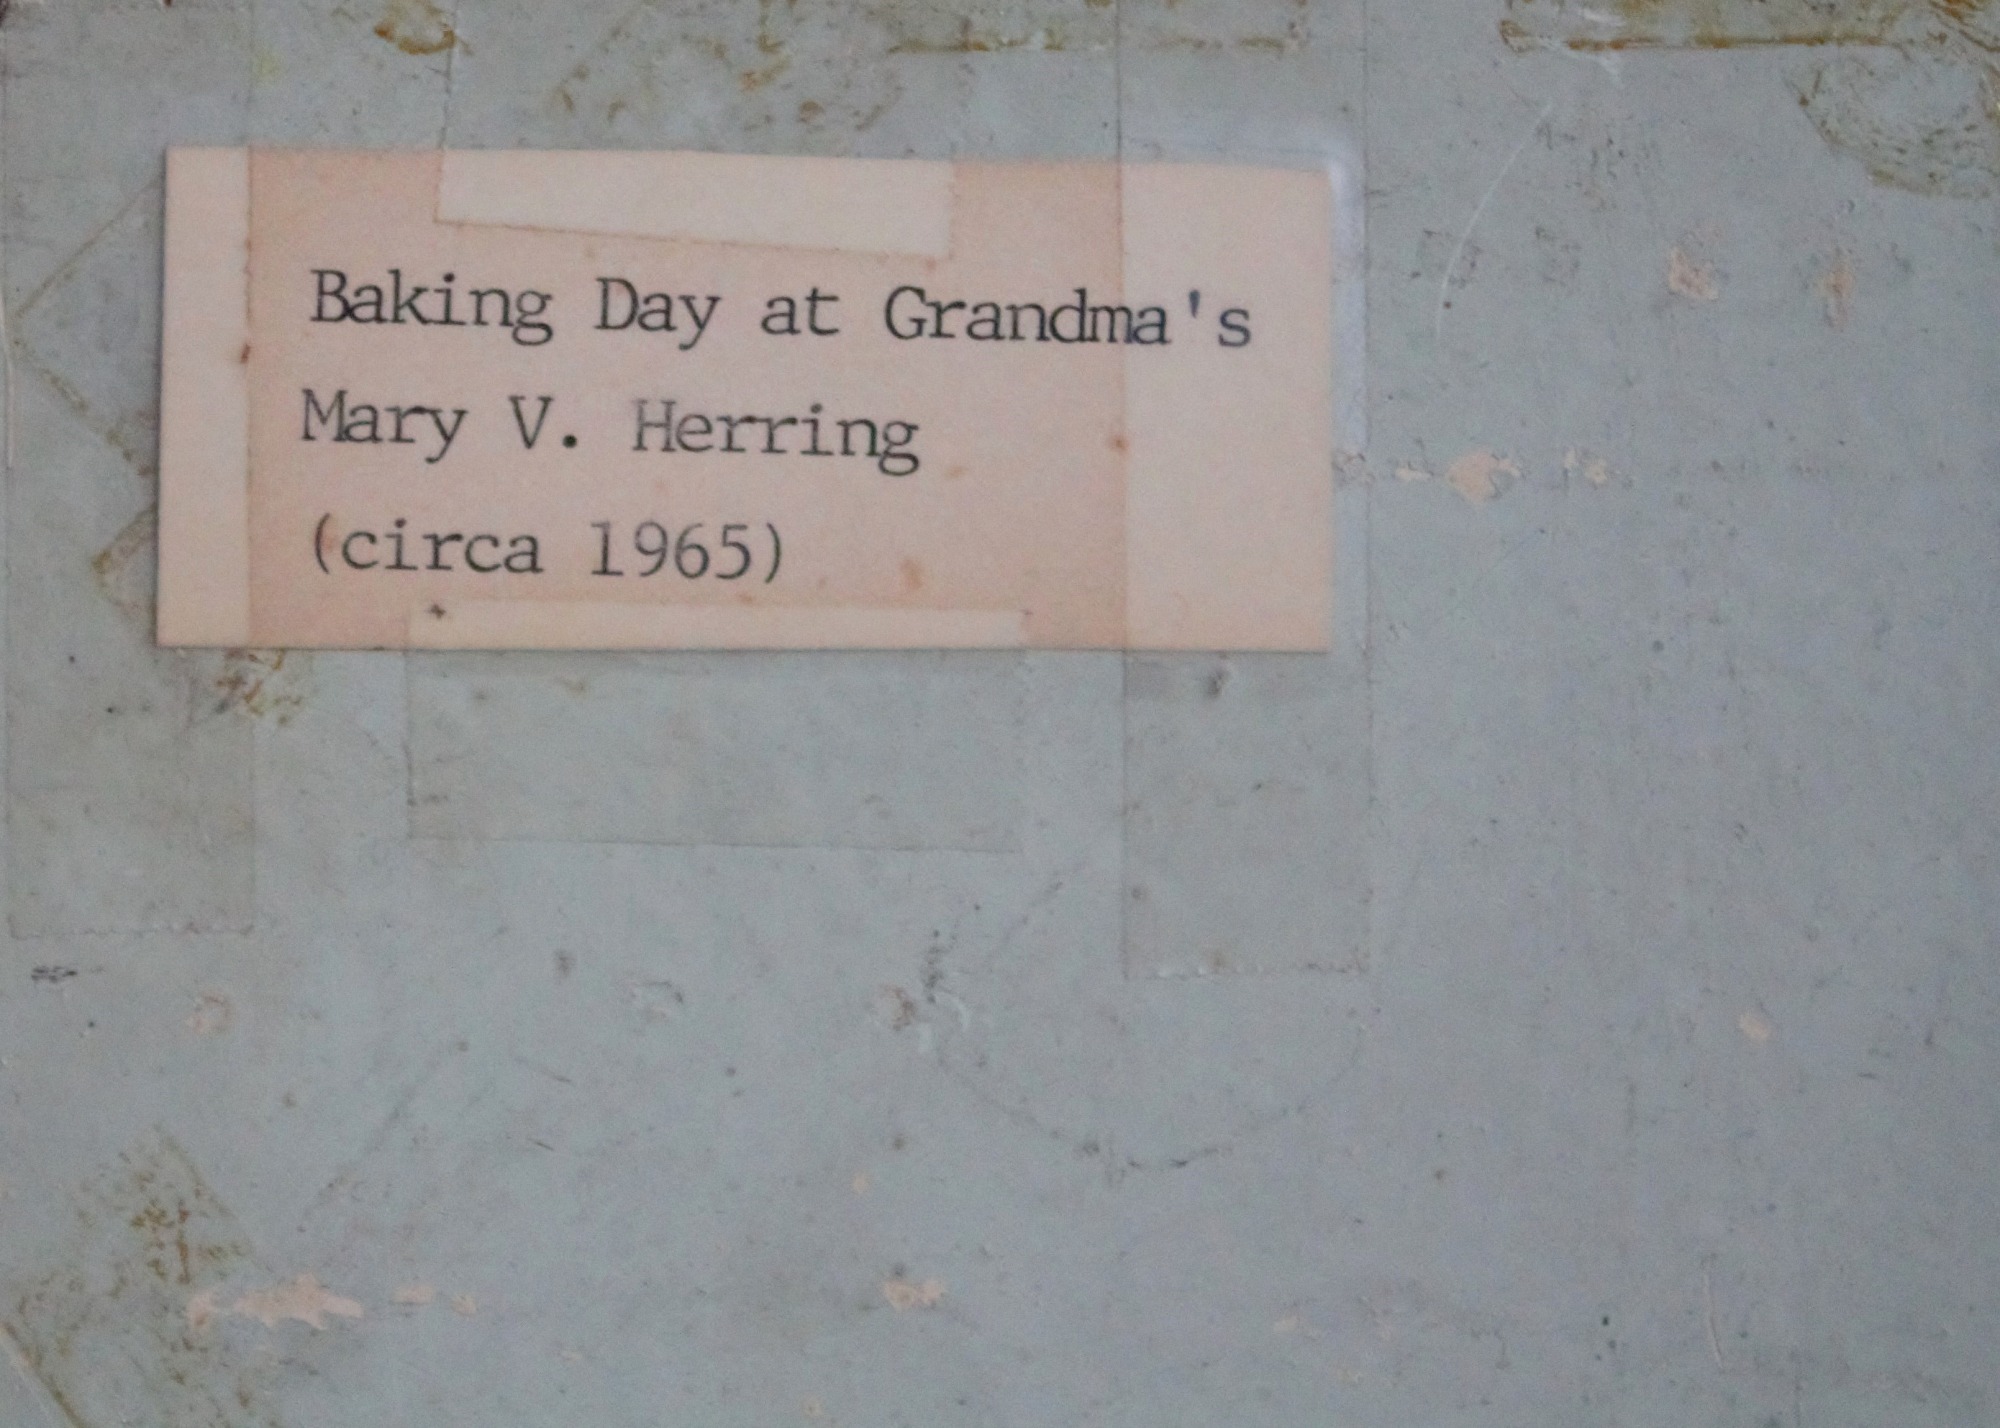 Baking Day at Grandma's
Mary V. Herring
(circa 1965)